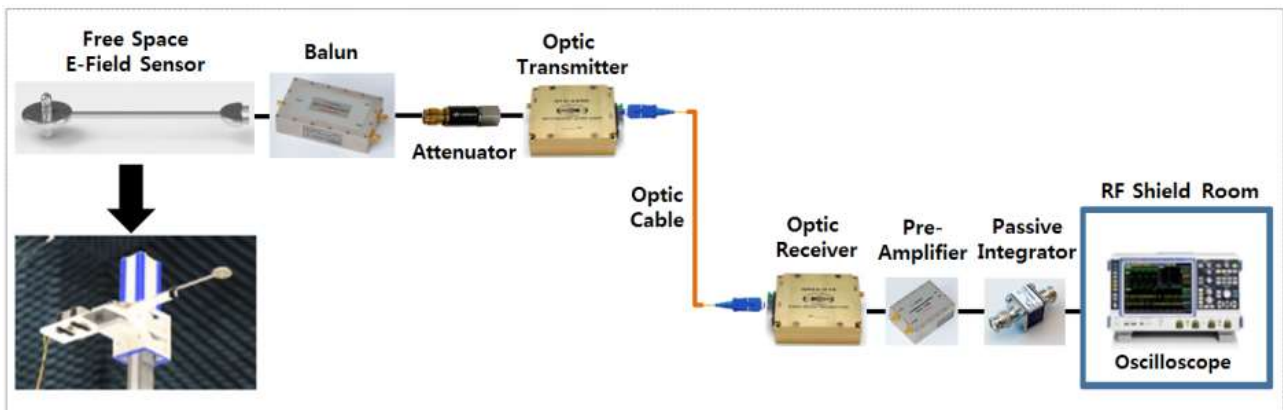 Free Space
E-Field Sensor
Balun
Optic
Transmitter
Attenuator
Optic
Cable
Optic
Receiver
Pre-
Amplifier
Passive
Integrator
RF Shield Room
Oscilloscope